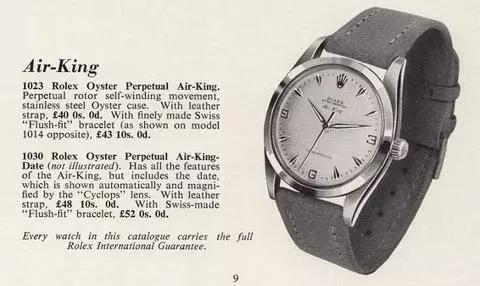 Air-King
1023 Rolex Oyster Perpetual Air-King.
Perpetual rotor self-winding movement,
stainless steel Oyster case. With leather
strap, £40 0s. 0d. With finely made Swiss
"Flush-fit" bracelet (as shown on model
1014 opposite), £43 10s. 0d.
1030 Rolex Oyster Perpetual Air-King-
Date (not illustrated). Has all the features
of the Air-King, but includes the date,
which is shown automatically and magni-
fied by the "Cyclops" lens. With leather
strap, £48 10s. 0d. With Swiss-made
"Flush-fit" bracelet, £52 0s. 0d.
Every watch in this catalogue carries the full
Rolex International Guarantee.
9
ROLEX
Air-King
3
9